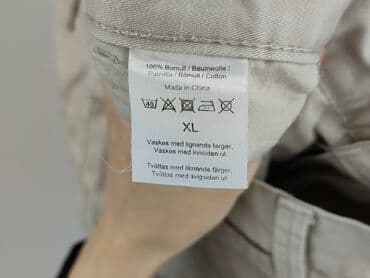 100% Bomull / Baumwolle /
Puuvilla / Bómull / Cotton
Made in China
40
XL
Vaskes med lignende farger.
Vaskes med innsiden ut.
Tvättas med liknande färger.
Tvättas med avigsidan ut.